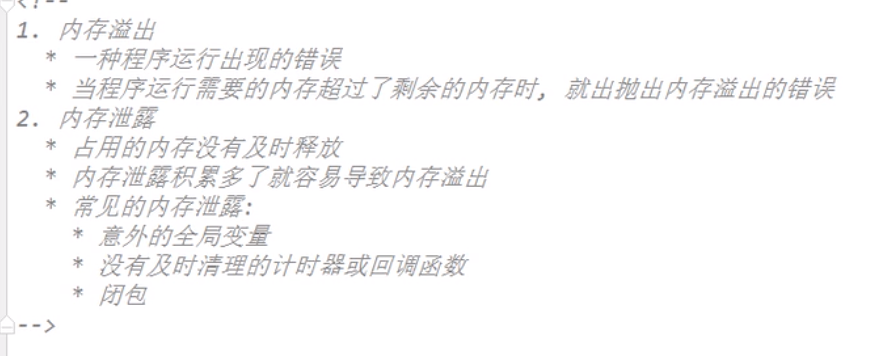 <!--
1. 内存溢出
* 一种程序运行出现的错误
* 当程序运行需要的内存超过了剩余的内存时, 就出抛出内存溢出的错误
2. 内存泄露
* 占用的内存没有及时释放
* 内存泄露积累多了就容易导致内存溢出
* 常见的内存泄露:
* 意外的全局变量
* 没有及时清理的计时器或回调函数
* 闭包
-->